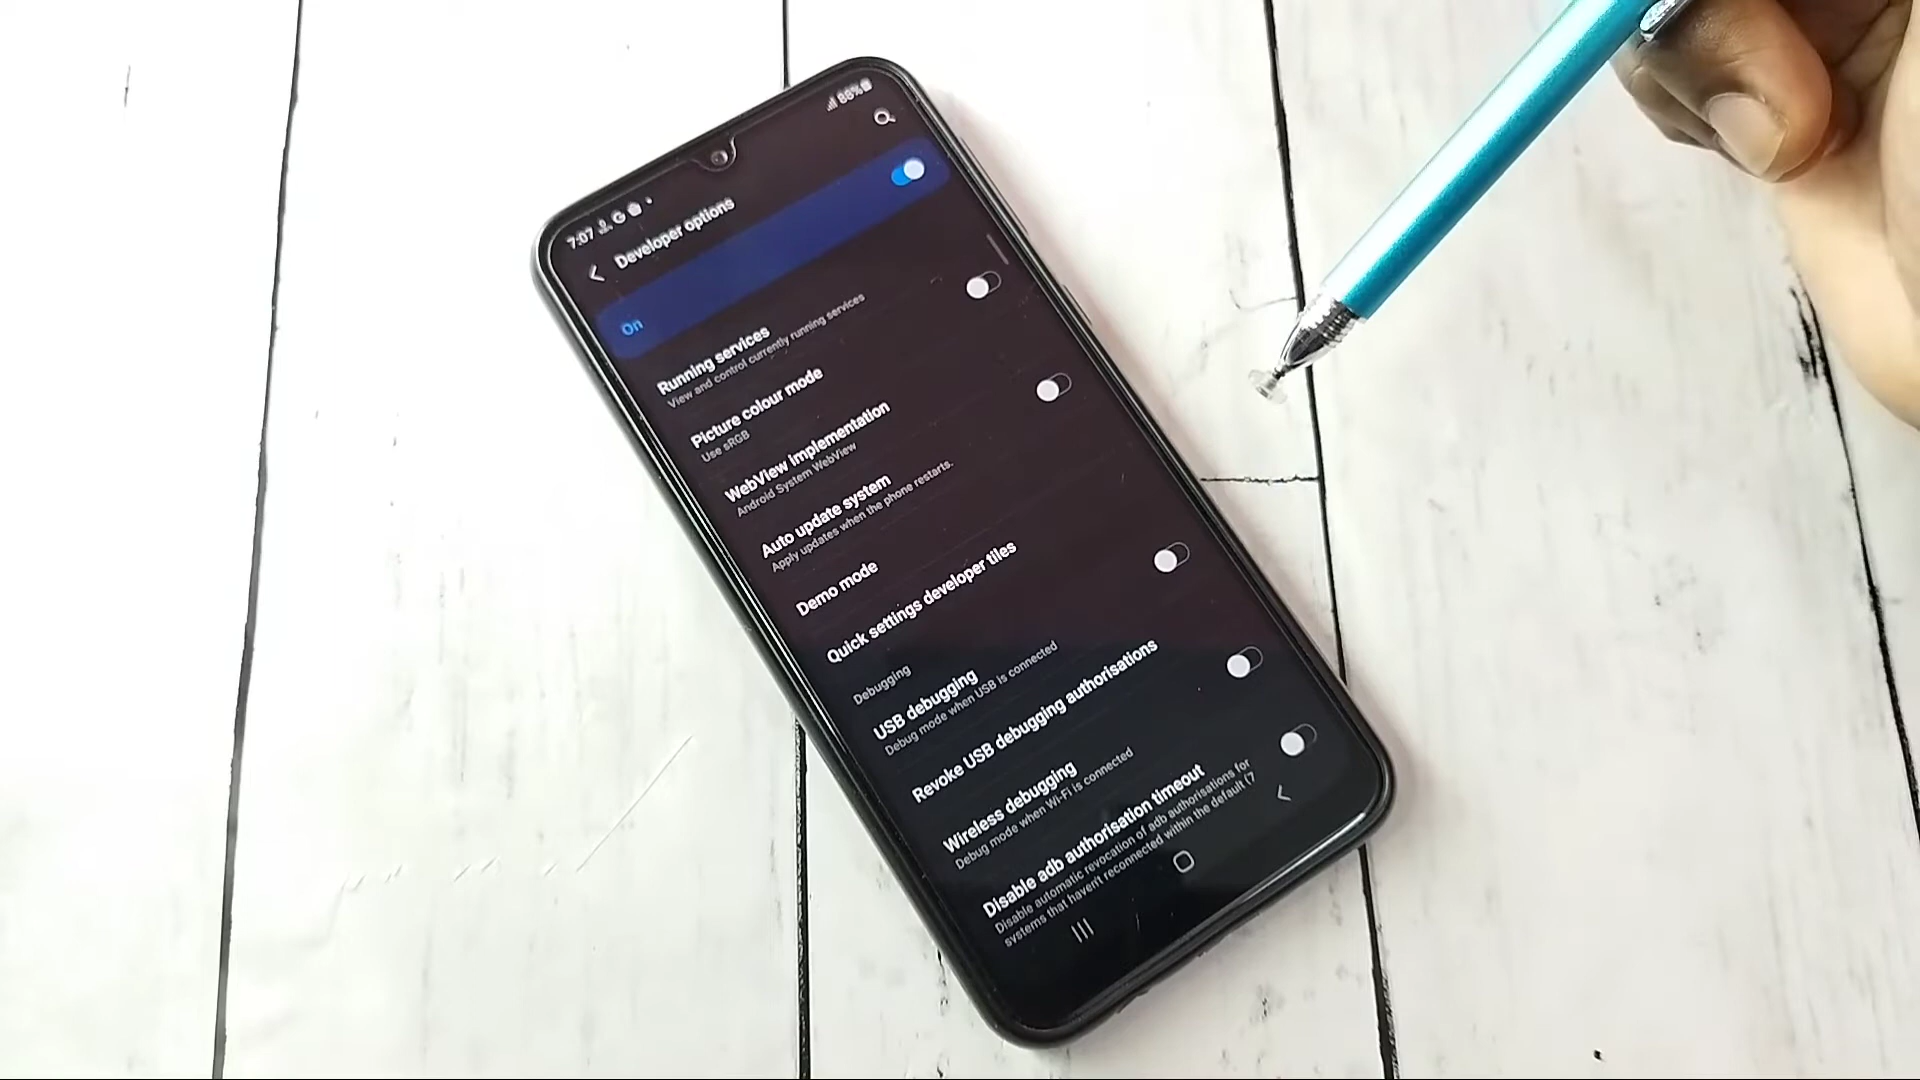 7:07
88%
Developer options
On
Running services
View and control currently running services
Picture colour mode
Use sRGB
WebView implementation
Android System WebView
Auto update system
Apply updates when the phone restarts.
Demo mode
Quick settings developer tiles
Debugging
USB debugging
Debug mode when USB is connected
Revoke USB debugging authorisations
Wireless debugging
Debug mode when Wi-Fi is connected
Disable adb authorisation timeout
Disable automatic revocation of adb authorisations for
systems that haven't reconnected within the default (7